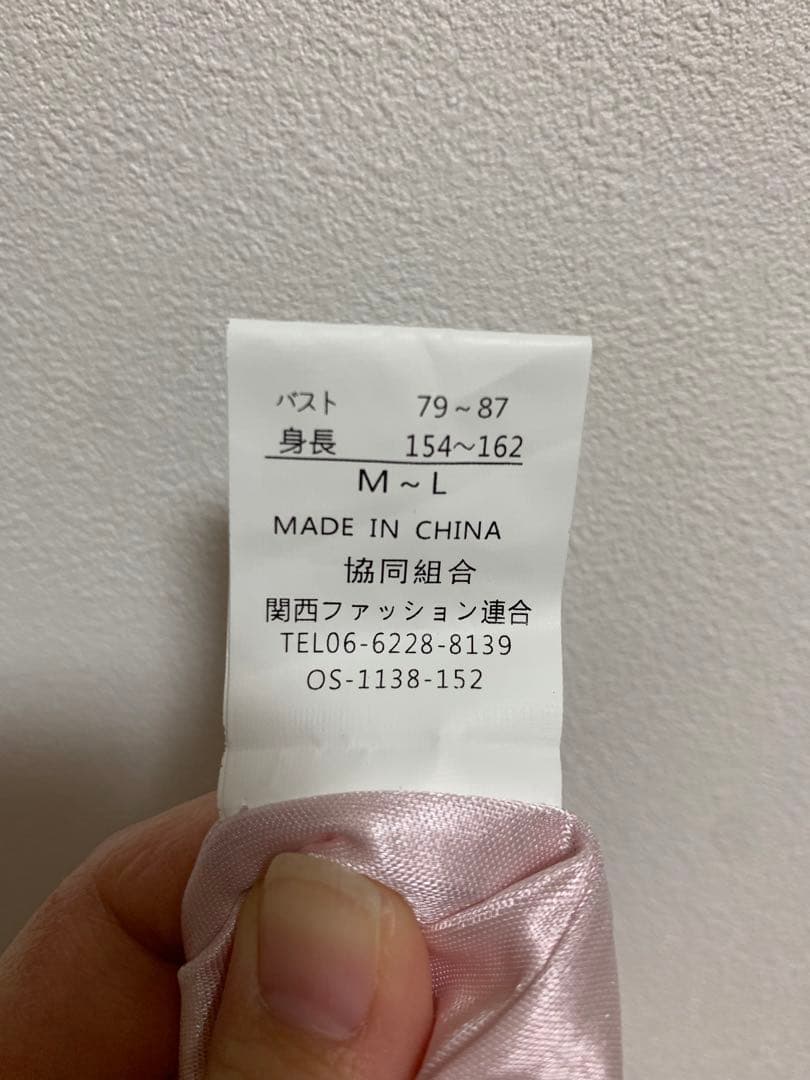 バスト 79～87
身長 154～162
M～L
MADE IN CHINA
協同組合
関西ファッション連合
TEL06-6228-8139
OS-1138-152